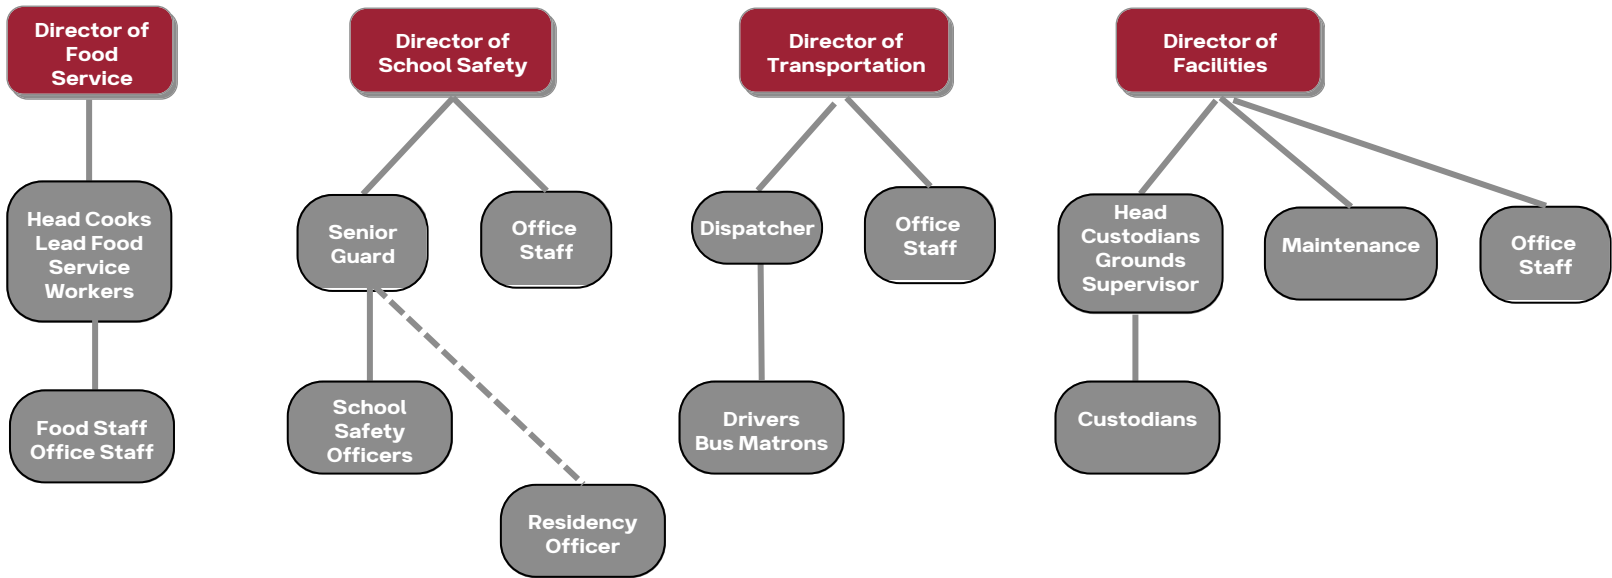 Director of
Food
Service
Director of
School Safety
Director of
Transportation
Director of
Facilities
Head Cooks
Lead Food
Service
Workers
Senior
Guard
Office
Staff
Dispatcher
Office
Staff
Head
Custodians
Grounds
Supervisor
Maintenance
Office
Staff
Food Staff
Office Staff
School
Safety
Officers
Drivers
Bus Matrons
Custodians
Residency
Officer